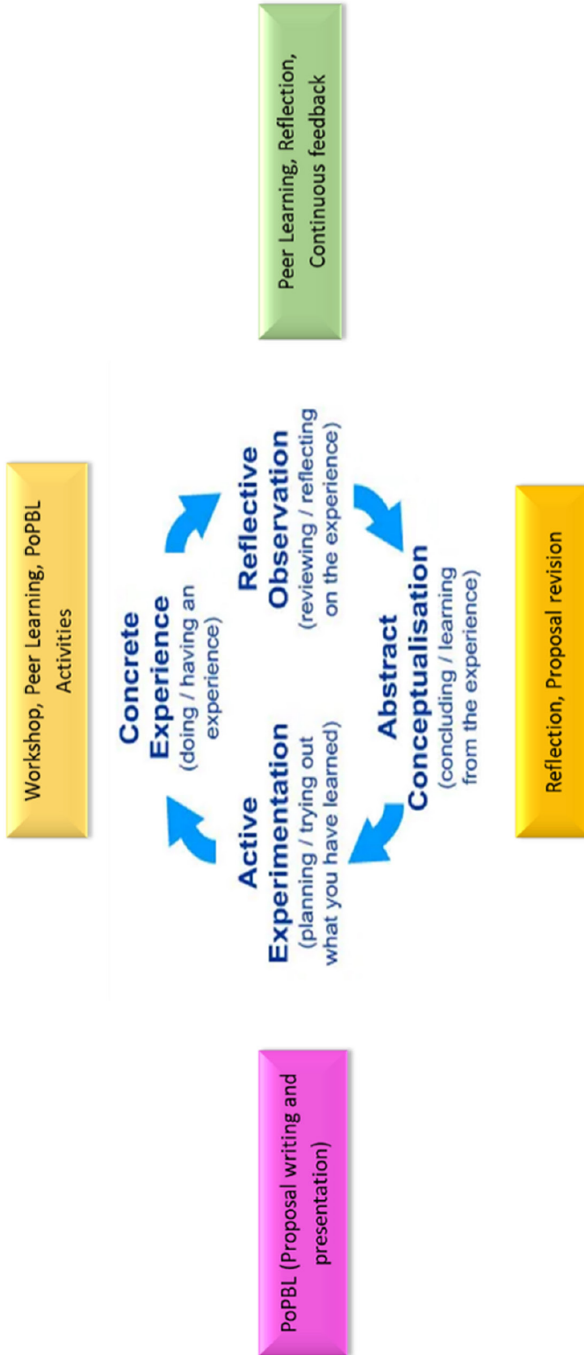 Workshop, Peer Learning, PoPBL
Activities
Concrete
Experience
(doing / having an
experience)
Reflective
Observation
(reviewing / reflecting
on the experience)
Peer Learning, Reflection,
Continuous feedback
Abstract
Conceptualisation
(concluding / learning
from the experience)
Reflection, Proposal revision
Active
Experimentation
(planning / trying out
what you have learned)
PoPBL (Proposal writing and
presentation)